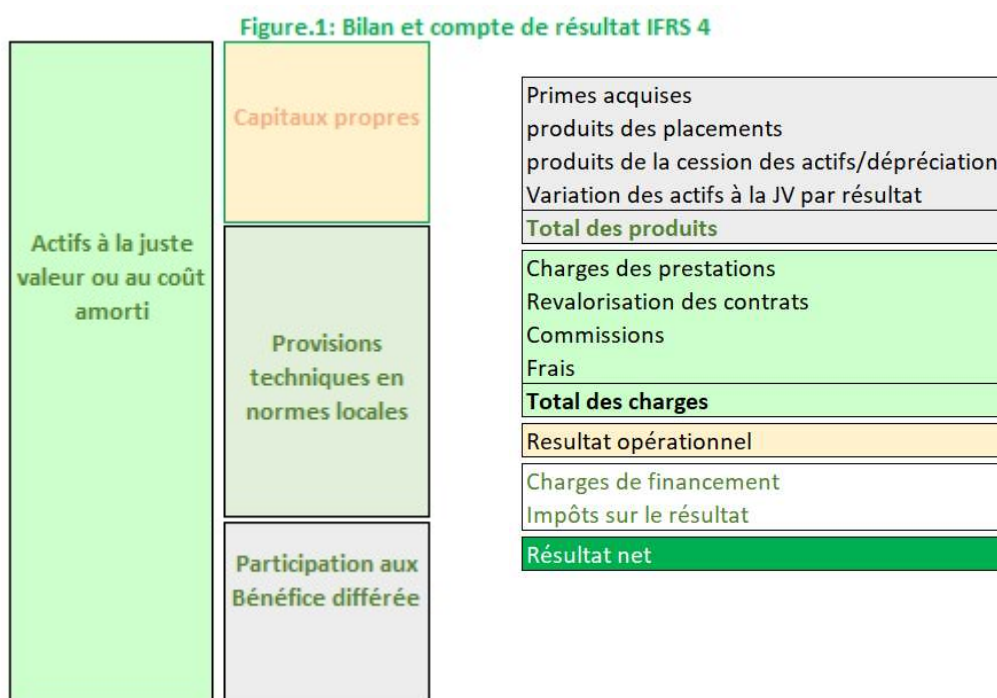 Figure.1: Bilan et compte de résultat IFRS 4
Actifs à la juste
valeur ou au coût
amorti
Capitaux propres
Provisions
techniques en
normes locales
Participation aux
Bénéfice différée
Primes acquises
produits des placements
produits de la cession des actifs/dépréciation
Variation des actifs à la JV par résultat
Total des produits
Charges des prestations
Revalorisation des contrats
Commissions
Frais
Total des charges
Resultat opérationnel
Charges de financement
Impôts sur le résultat
Résultat net